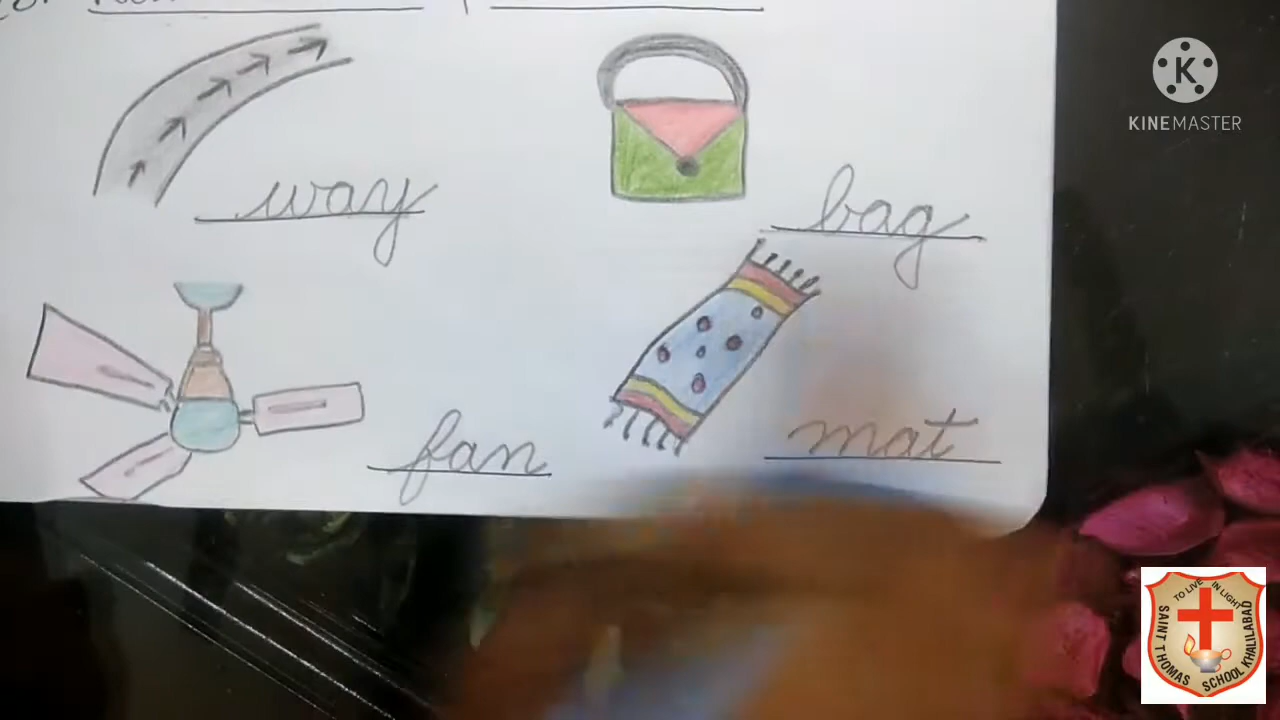 K
KINEMASTER
way
bag
fan
mat
TO LIVE IN LIGHT
SAINT THOMAS SCHOOL KHALILABAD